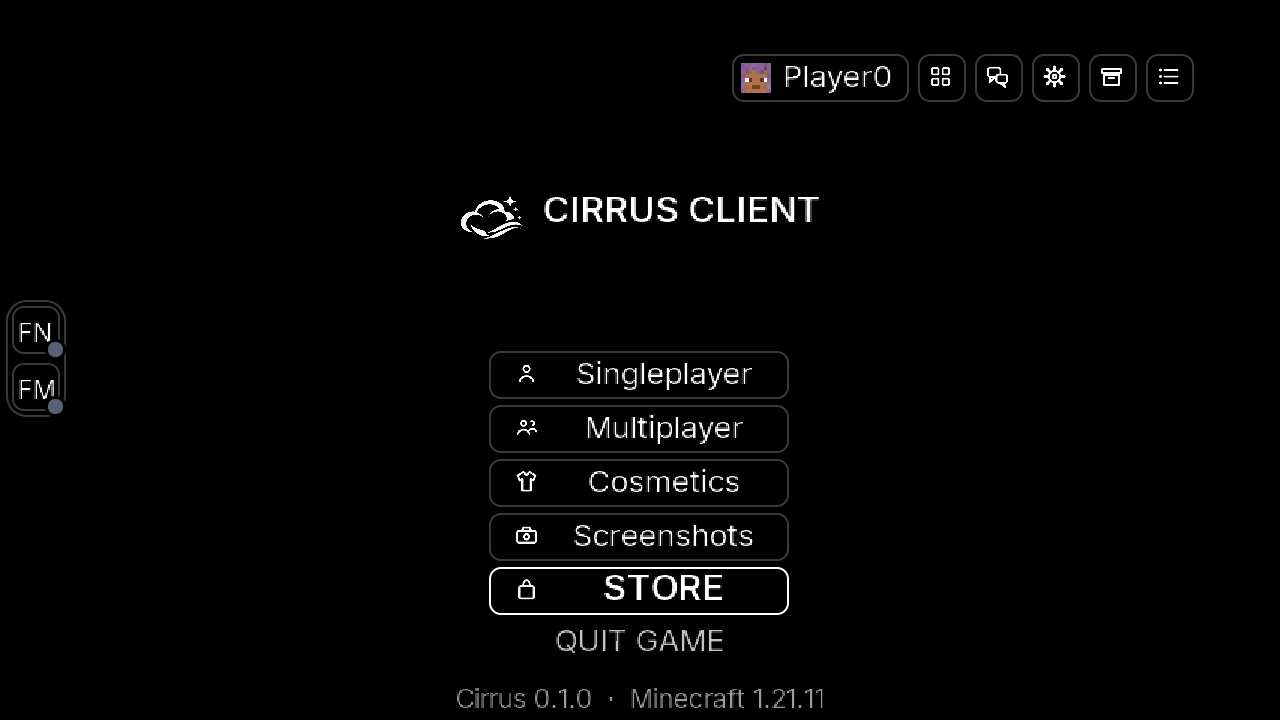 Player0
CIRRUS CLIENT
FN
FM
Singleplayer
Multiplayer
Cosmetics
Screenshots
STORE
QUIT GAME
Cirrus 0.1.0 · Minecraft 1.21.11